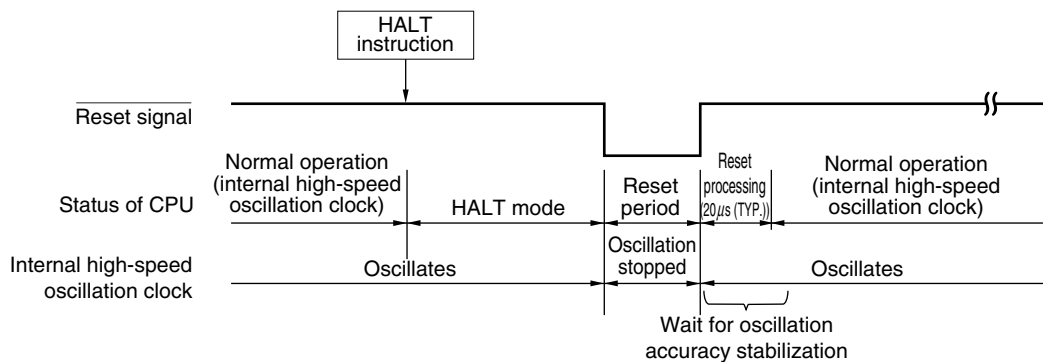 HALT
instruction
Reset signal
Normal operation
(internal high-speed
oscillation clock)
Status of CPU
HALT mode
Reset
period
Reset
processing
(20 μs (TYP.))
Normal operation
(internal high-speed
oscillation clock)
Internal high-speed
oscillation clock
Oscillates
Oscillation
stopped
Oscillates
Wait for oscillation
accuracy stabilization